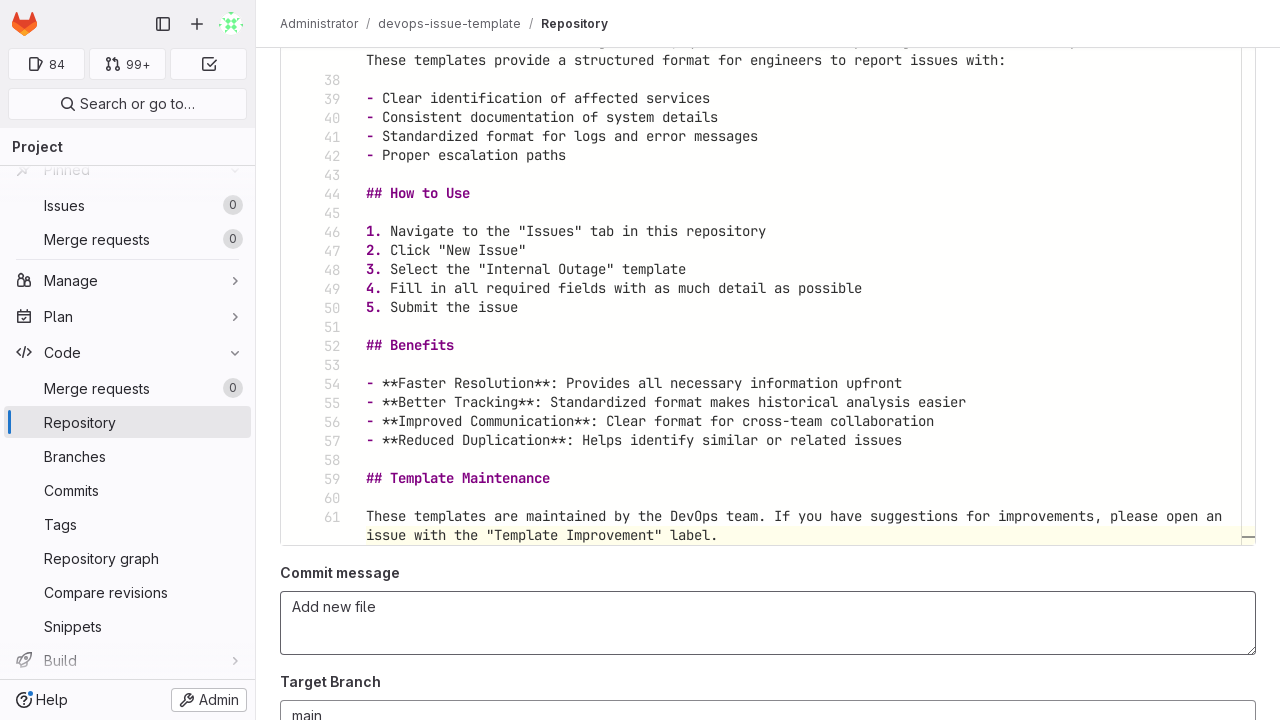 Administrator / devops-issue-template / Repository
84
99+
Search or go to…
Project
Pinned
Issues 0
Merge requests 0
Manage
Plan
Code
Merge requests 0
Repository
Branches
Commits
Tags
Repository graph
Compare revisions
Snippets
Build
Help
Admin
These templates provide a structured format for engineers to report issues with:
38
39 - Clear identification of affected services
40 - Consistent documentation of system details
41 - Standardized format for logs and error messages
42 - Proper escalation paths
43
44 ## How to Use
45
46 1. Navigate to the "Issues" tab in this repository
47 2. Click "New Issue"
48 3. Select the "Internal Outage" template
49 4. Fill in all required fields with as much detail as possible
50 5. Submit the issue
51
52 ## Benefits
53
54 - **Faster Resolution**: Provides all necessary information upfront
55 - **Better Tracking**: Standardized format makes historical analysis easier
56 - **Improved Communication**: Clear format for cross-team collaboration
57 - **Reduced Duplication**: Helps identify similar or related issues
58
59 ## Template Maintenance
60
61 These templates are maintained by the DevOps team. If you have suggestions for improvements, please open an
issue with the "Template Improvement" label.
Commit message
Add new file
Target Branch
main